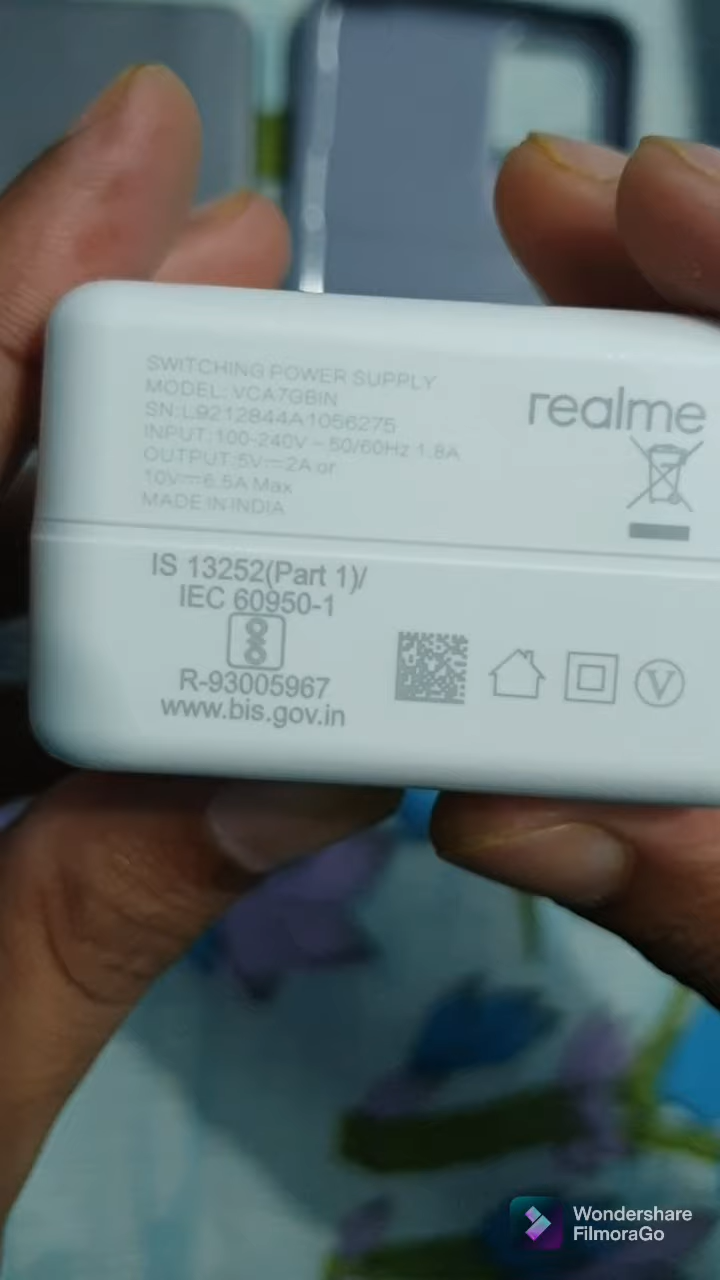 SWITCHING POWER SUPPLY
MODEL: VCA7GBIN
SN:L9212844A1056275
INPUT:100-240V~50/60Hz 1.8A
OUTPUT:5V⎓2A or
10V⎓6.5A Max
MADE IN INDIA
realme
IS 13252(Part 1)/
IEC 60950-1
R-93005967
www.bis.gov.in
V
Wondershare
FilmoraGo